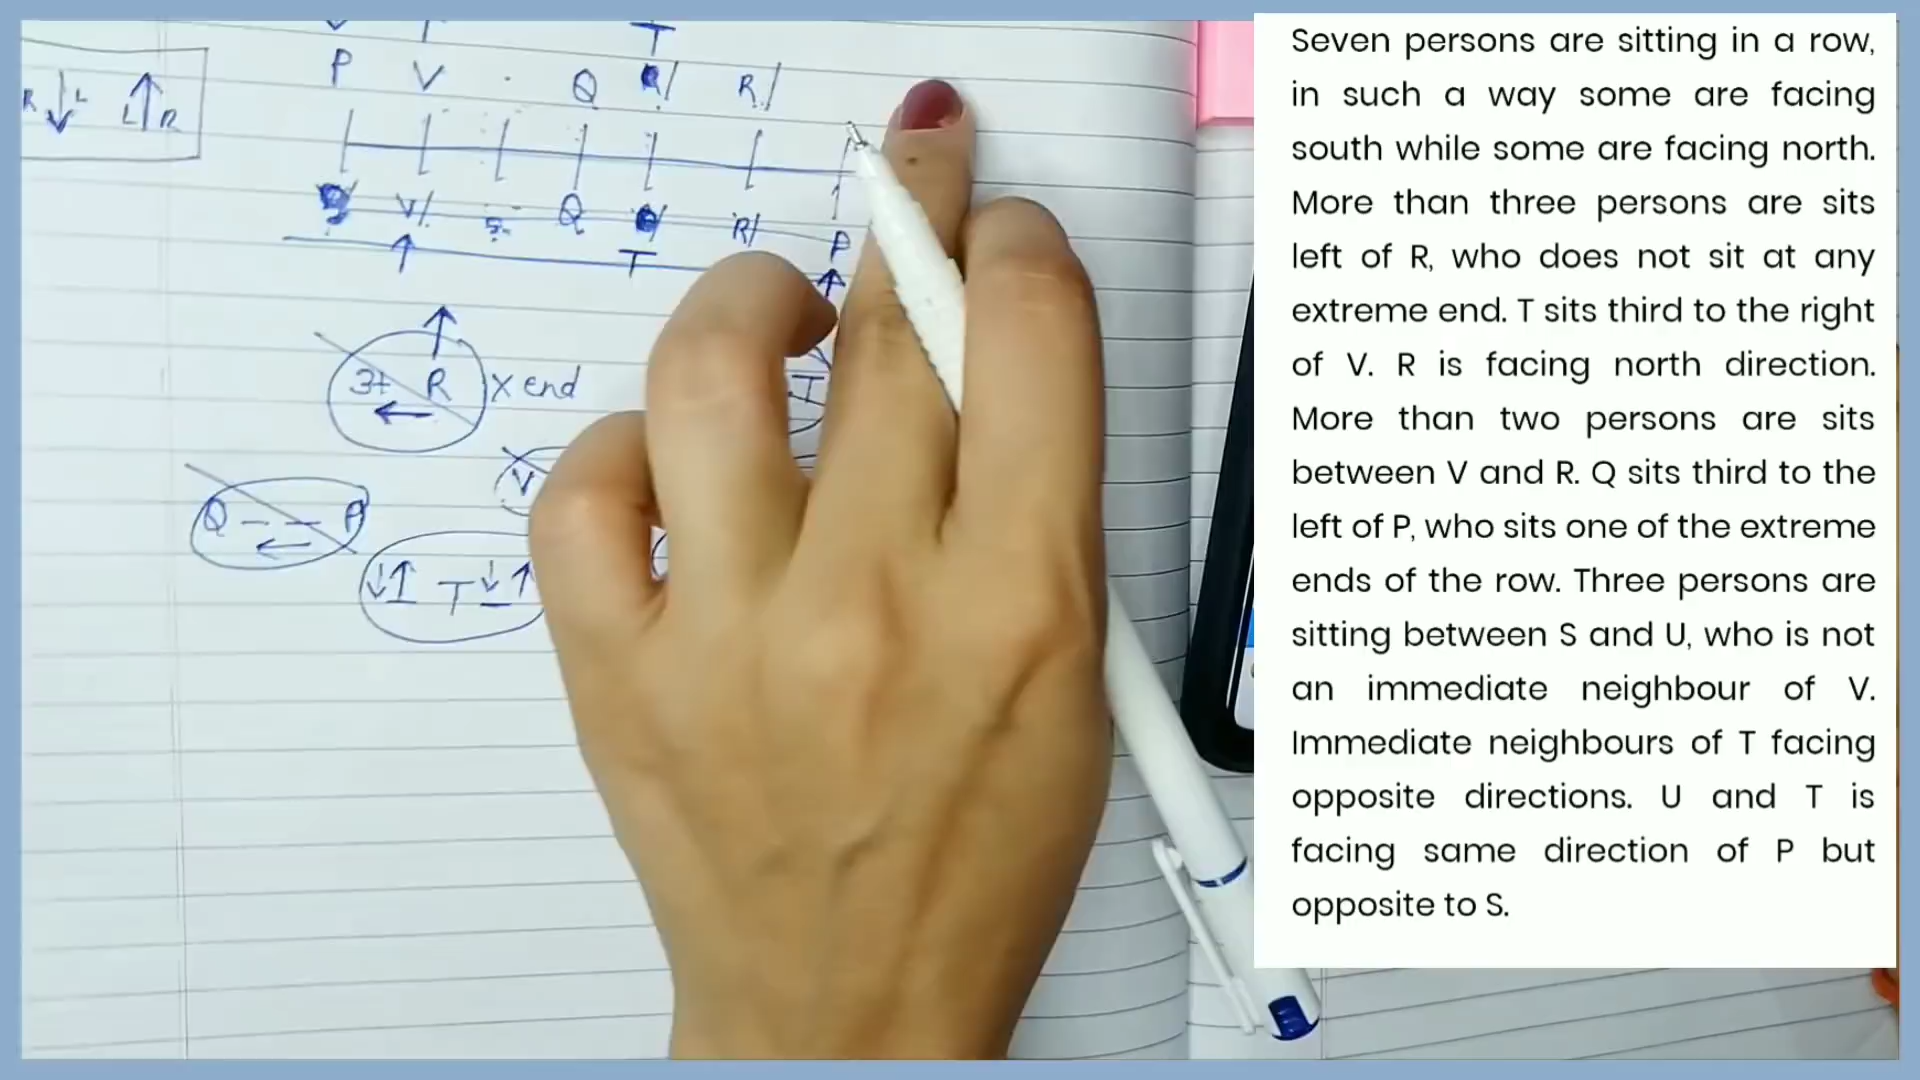 P V . Q R/ R/
T
R L L R
V/ S. Q R/ P
T
3+ R X end
V
I
Q - - P
T
Seven persons are sitting in a row,
in such a way some are facing
south while some are facing north.
More than three persons are sits
left of R, who does not sit at any
extreme end. T sits third to the right
of V. R is facing north direction.
More than two persons are sits
between V and R. Q sits third to the
left of P, who sits one of the extreme
ends of the row. Three persons are
sitting between S and U, who is not
an immediate neighbour of V.
Immediate neighbours of T facing
opposite directions. U and T is
facing same direction of P but
opposite to S.